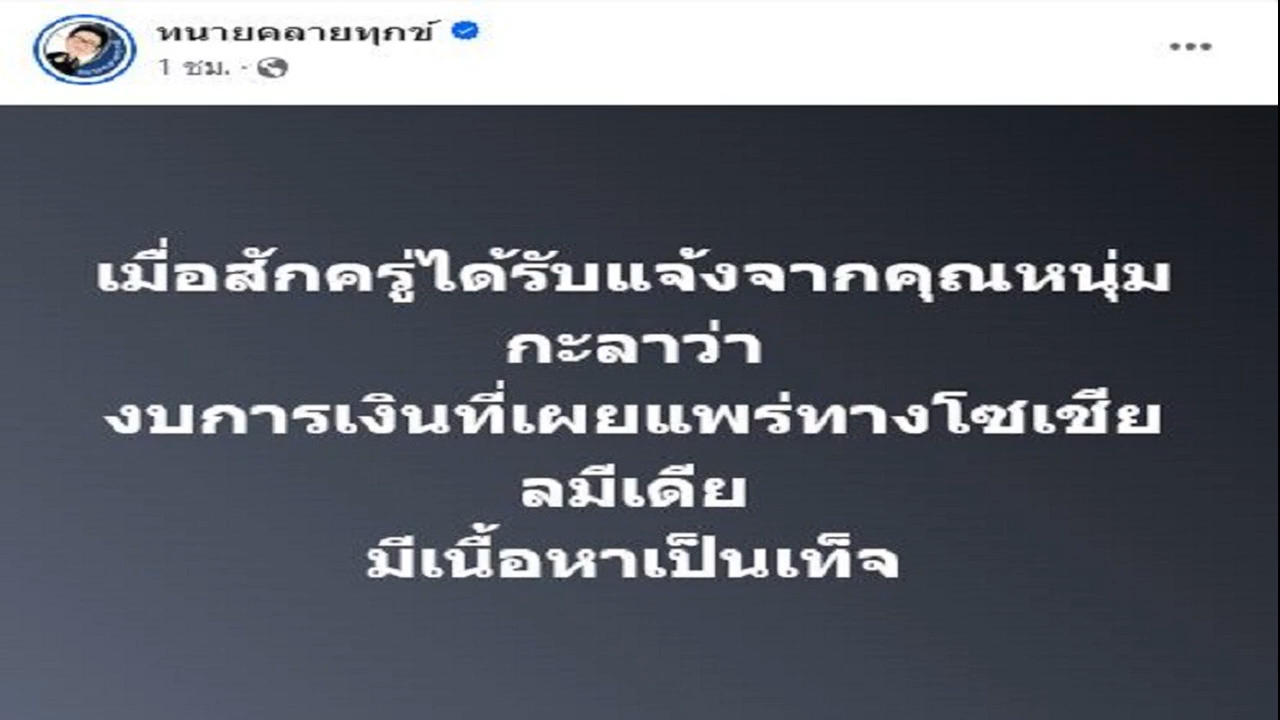 ทนายคลายทุกข์
1 ชม.
เมื่อสักครู่ได้รับแจ้งจากคุณหนุ่ม
กะลาว่า
งบการเงินที่เผยแพร่ทางโซเชีย
ลมีเดีย
มีเนื้อหาเป็นเท็จ